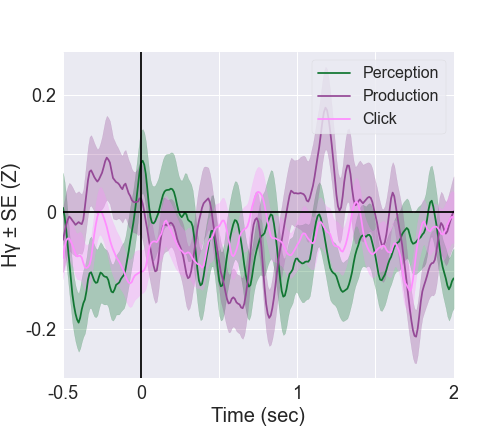 Perception
Production
Click
0.2
0
-0.2
Hγ ± SE (Z)
-0.5 0 1 2
Time (sec)